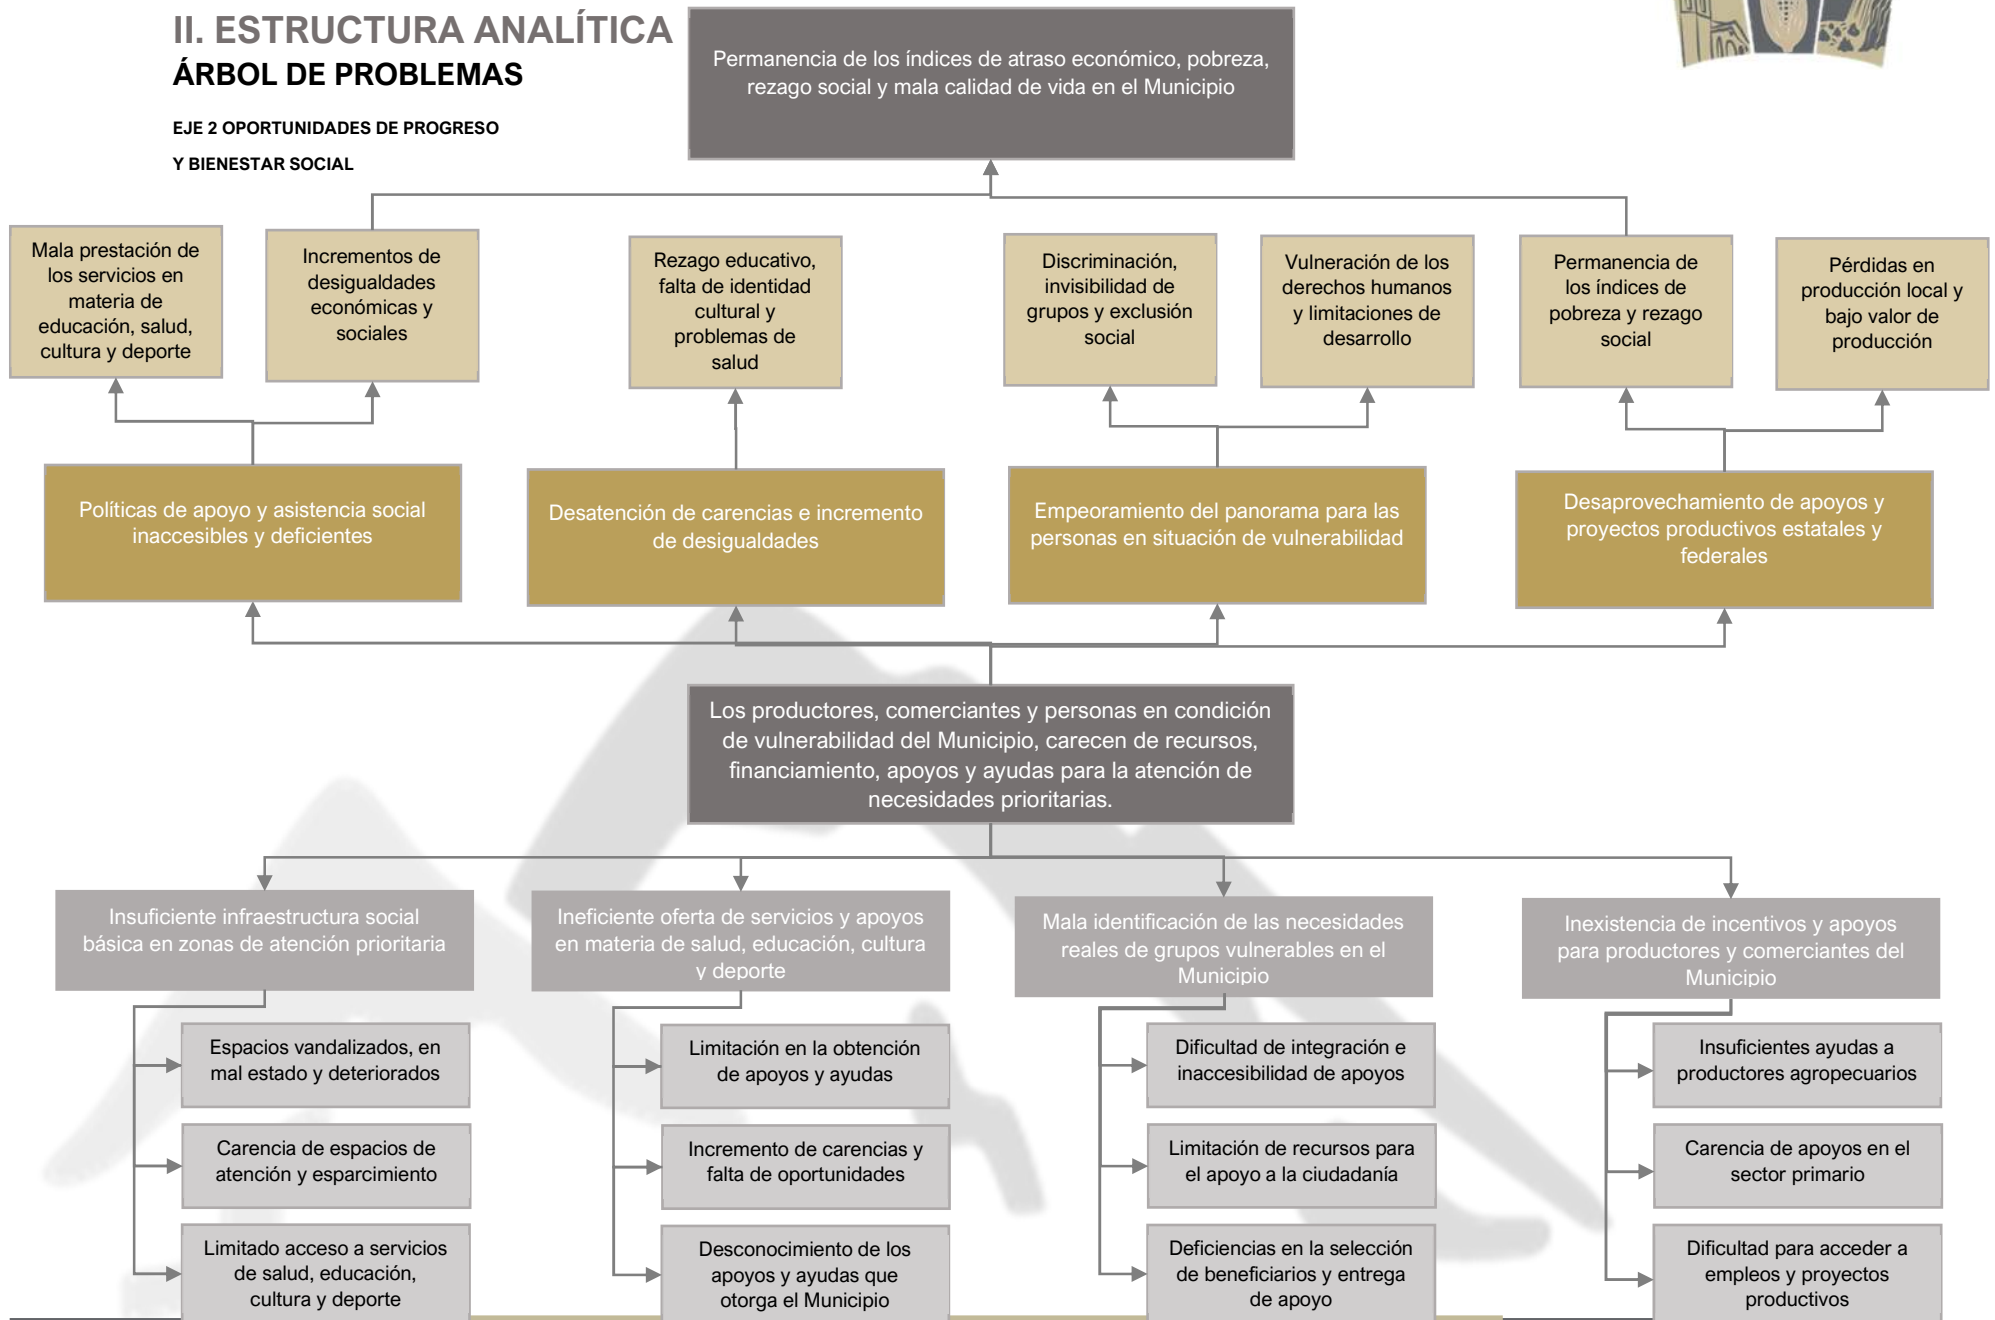 II. ESTRUCTURA ANALÍTICA
ÁRBOL DE PROBLEMAS
EJE 2 OPORTUNIDADES DE PROGRESO
Y BIENESTAR SOCIAL
Permanencia de los índices de atraso económico, pobreza,
rezago social y mala calidad de vida en el Municipio
Mala prestación de
los servicios en
materia de
educación, salud,
cultura y deporte
Incrementos de
desigualdades
económicas y
sociales
Rezago educativo,
falta de identidad
cultural y
problemas de
salud
Discriminación,
invisibilidad de
grupos y exclusión
social
Vulneración de los
derechos humanos
y limitaciones de
desarrollo
Permanencia de
los índices de
pobreza y rezago
social
Pérdidas en
producción local y
bajo valor de
producción
Políticas de apoyo y asistencia social
inaccesibles y deficientes
Desatención de carencias e incremento
de desigualdades
Empeoramiento del panorama para las
personas en situación de vulnerabilidad
Desaprovechamiento de apoyos y
proyectos productivos estatales y
federales
Los productores, comerciantes y personas en condición
de vulnerabilidad del Municipio, carecen de recursos,
financiamiento, apoyos y ayudas para la atención de
necesidades prioritarias.
Insuficiente infraestructura social
básica en zonas de atención prioritaria
Ineficiente oferta de servicios y apoyos
en materia de salud, educación, cultura
y deporte
Mala identificación de las necesidades
reales de grupos vulnerables en el
Municipio
Inexistencia de incentivos y apoyos
para productores y comerciantes del
Municipio
Espacios vandalizados, en
mal estado y deteriorados
Carencia de espacios de
atención y esparcimiento
Limitado acceso a servicios
de salud, educación,
cultura y deporte
Limitación en la obtención
de apoyos y ayudas
Incremento de carencias y
falta de oportunidades
Desconocimiento de los
apoyos y ayudas que
otorga el Municipio
Dificultad de integración e
inaccesibilidad de apoyos
Limitación de recursos para
el apoyo a la ciudadanía
Deficiencias en la selección
de beneficiarios y entrega
de apoyo
Insuficientes ayudas a
productores agropecuarios
Carencia de apoyos en el
sector primario
Dificultad para acceder a
empleos y proyectos
productivos